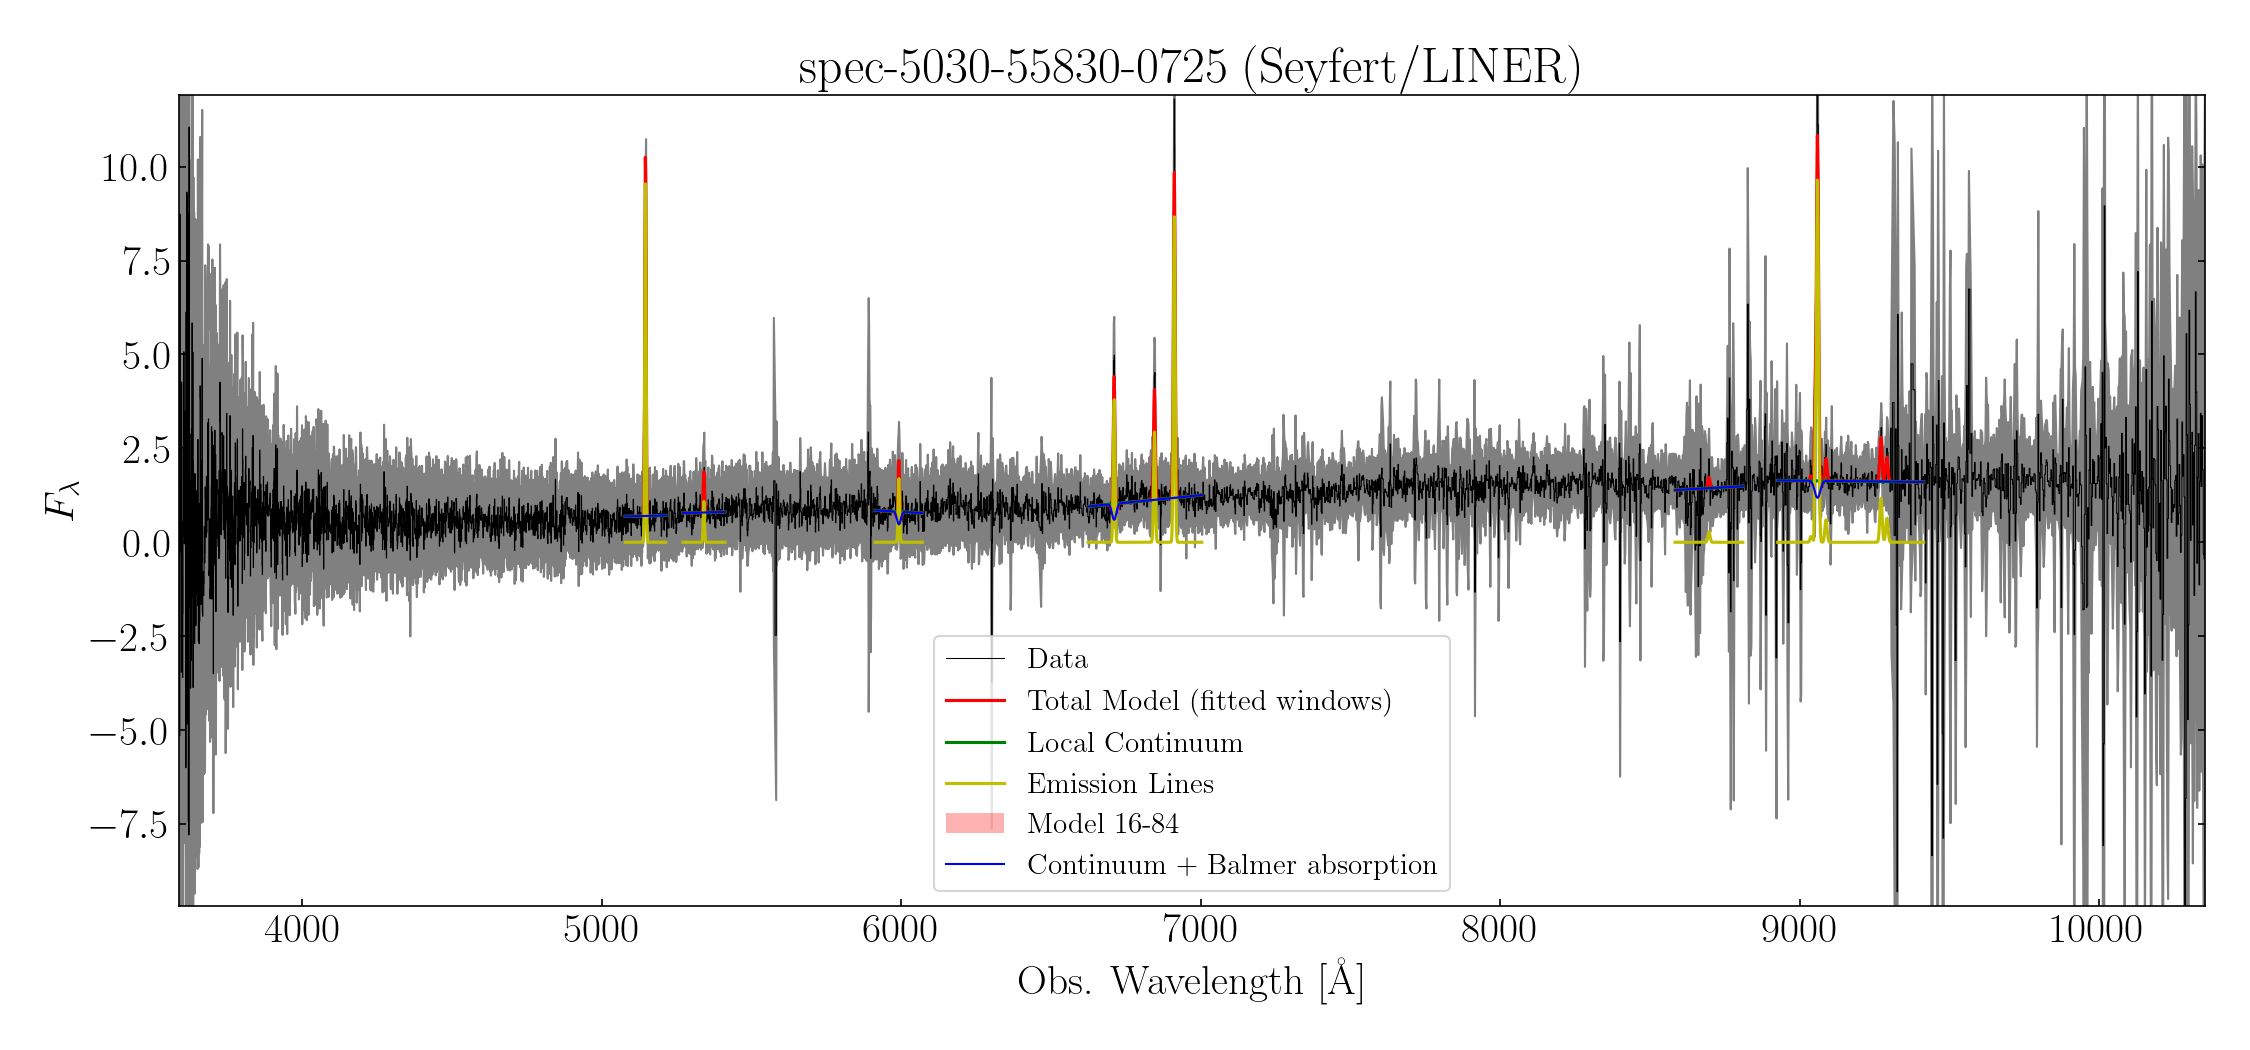 spec-5030-55830-0725 (Seyfert/LINER)
10.0
7.5
5.0
2.5
0.0
−2.5
−5.0
−7.5
Fλ
Data
Total Model (fitted windows)
Local Continuum
Emission Lines
Model 16-84
Continuum + Balmer absorption
4000 5000 6000 7000 8000 9000 10000
Obs. Wavelength [Å]